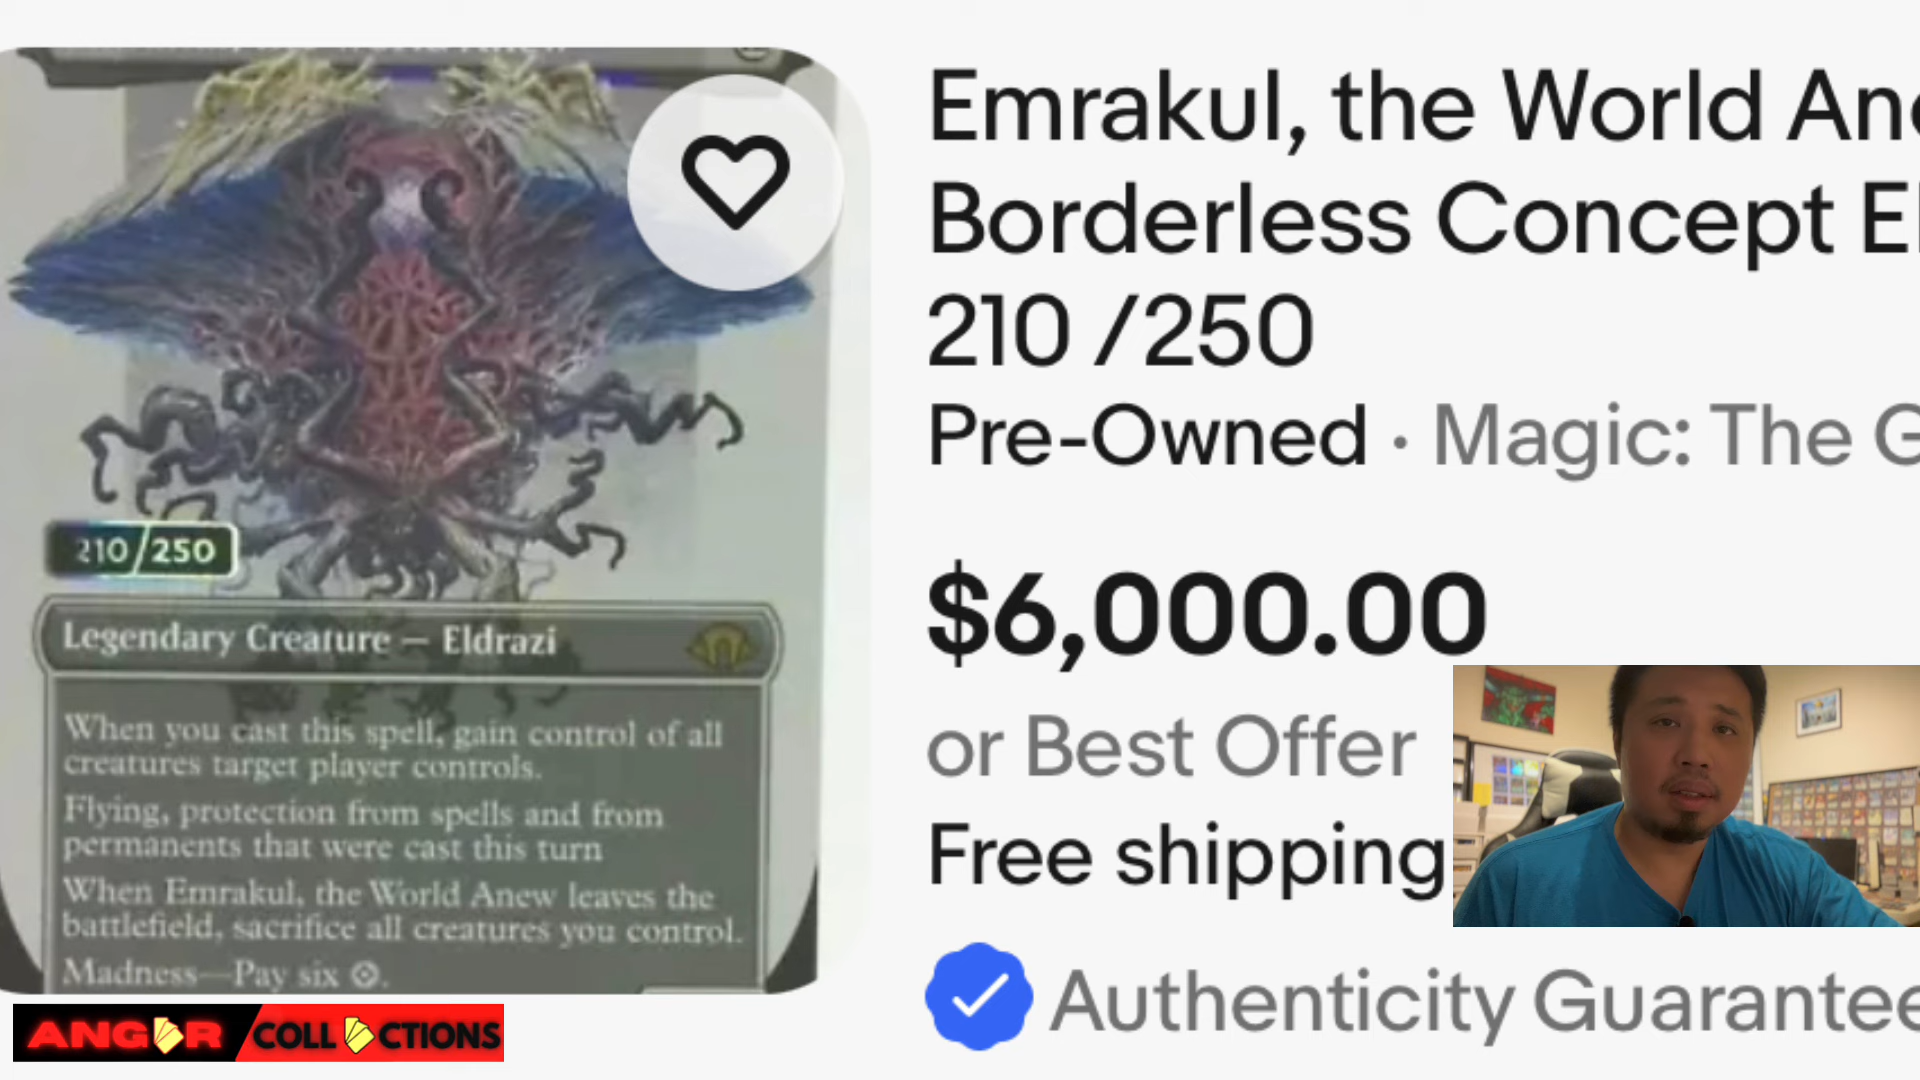 210/250
Legendary Creature — Eldrazi
When you cast this spell, gain control of all
creatures target player controls.
Flying, protection from spells and from
permanents that were cast this turn
When Emrakul, the World Anew leaves the
battlefield, sacrifice all creatures you control.
Madness—Pay six
Emrakul, the World
Borderless Concept
210 /250
Pre-Owned · Magic: The G
$6,000.00
or Best Offer
Free shipping
Authenticity Guarantee
ANGOR COLLECTIONS